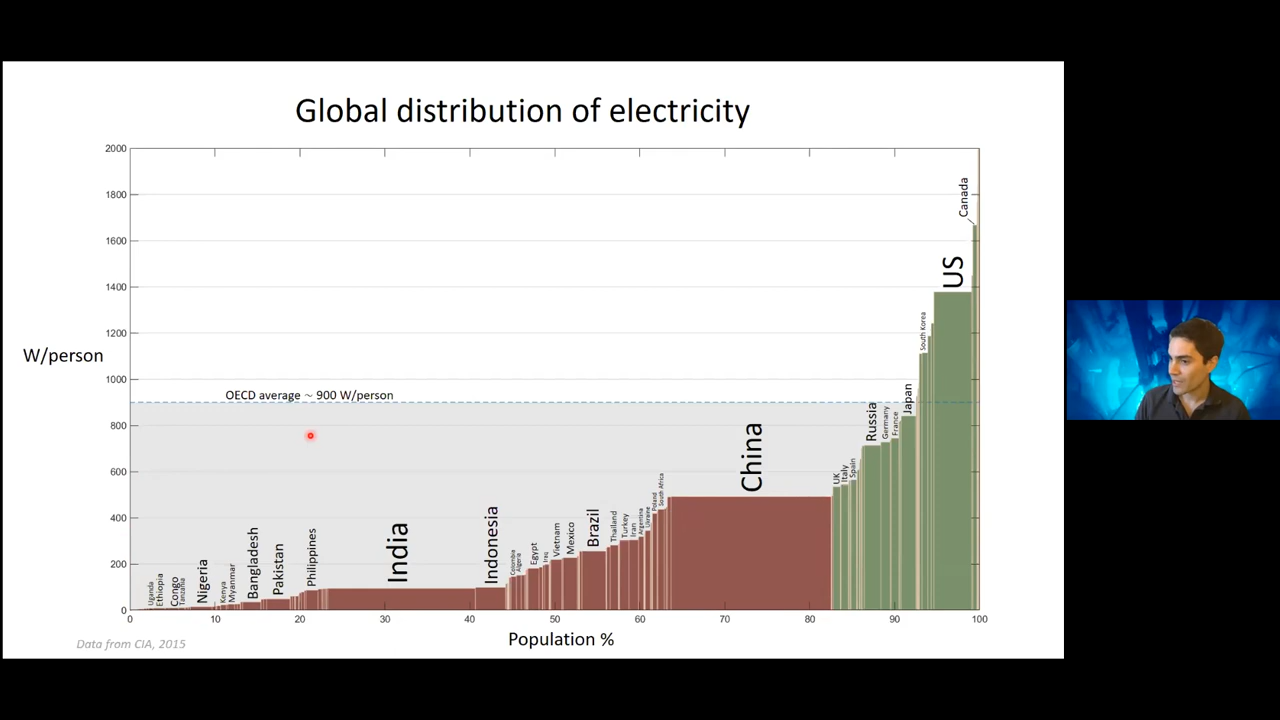 Global distribution of electricity
2000
1800
1600
1400
1200
1000
800
600
400
200
0
W/person
OECD average ~ 900 W/person
Uganda
Ethiopia
Congo
Tanzania
Nigeria
Kenya
Myanmar
Bangladesh
Pakistan
Philippines
India
Indonesia
Colombia
Algeria
Egypt
Iraq
Vietnam
Mexico
Brazil
Thailand
Turkey
Iran
Argentina
Ukraine
Poland
South Africa
China
UK
Italy
Spain
Russia
Germany
France
Japan
South Korea
US
Canada
0 10 20 30 40 50 60 70 80 90 100
Population %
Data from CIA, 2015